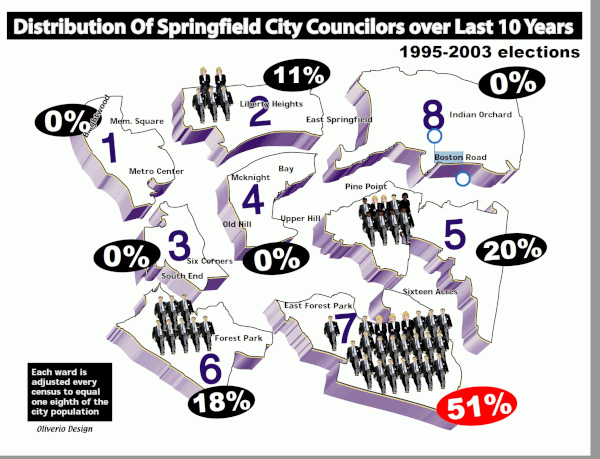 Distribution Of Springfield City Councilors over Last 10 Years
1995-2003 elections
11%
0%
0%
Brightwood
Mem. Square
Liberty Heights
2
East Springfield
8
Indian Orchard
1
Metro Center
Boston Road
Bay
Mcknight
4
Pine Point
Old Hill
Upper Hill
3
5
20%
0%
Six Corners
0%
South End
Sixteen Acres
East Forest Park
7
Forest Park
6
18%
51%
Each ward is
adjusted every
census to equal
one eighth of the
city population
Oliverio Design